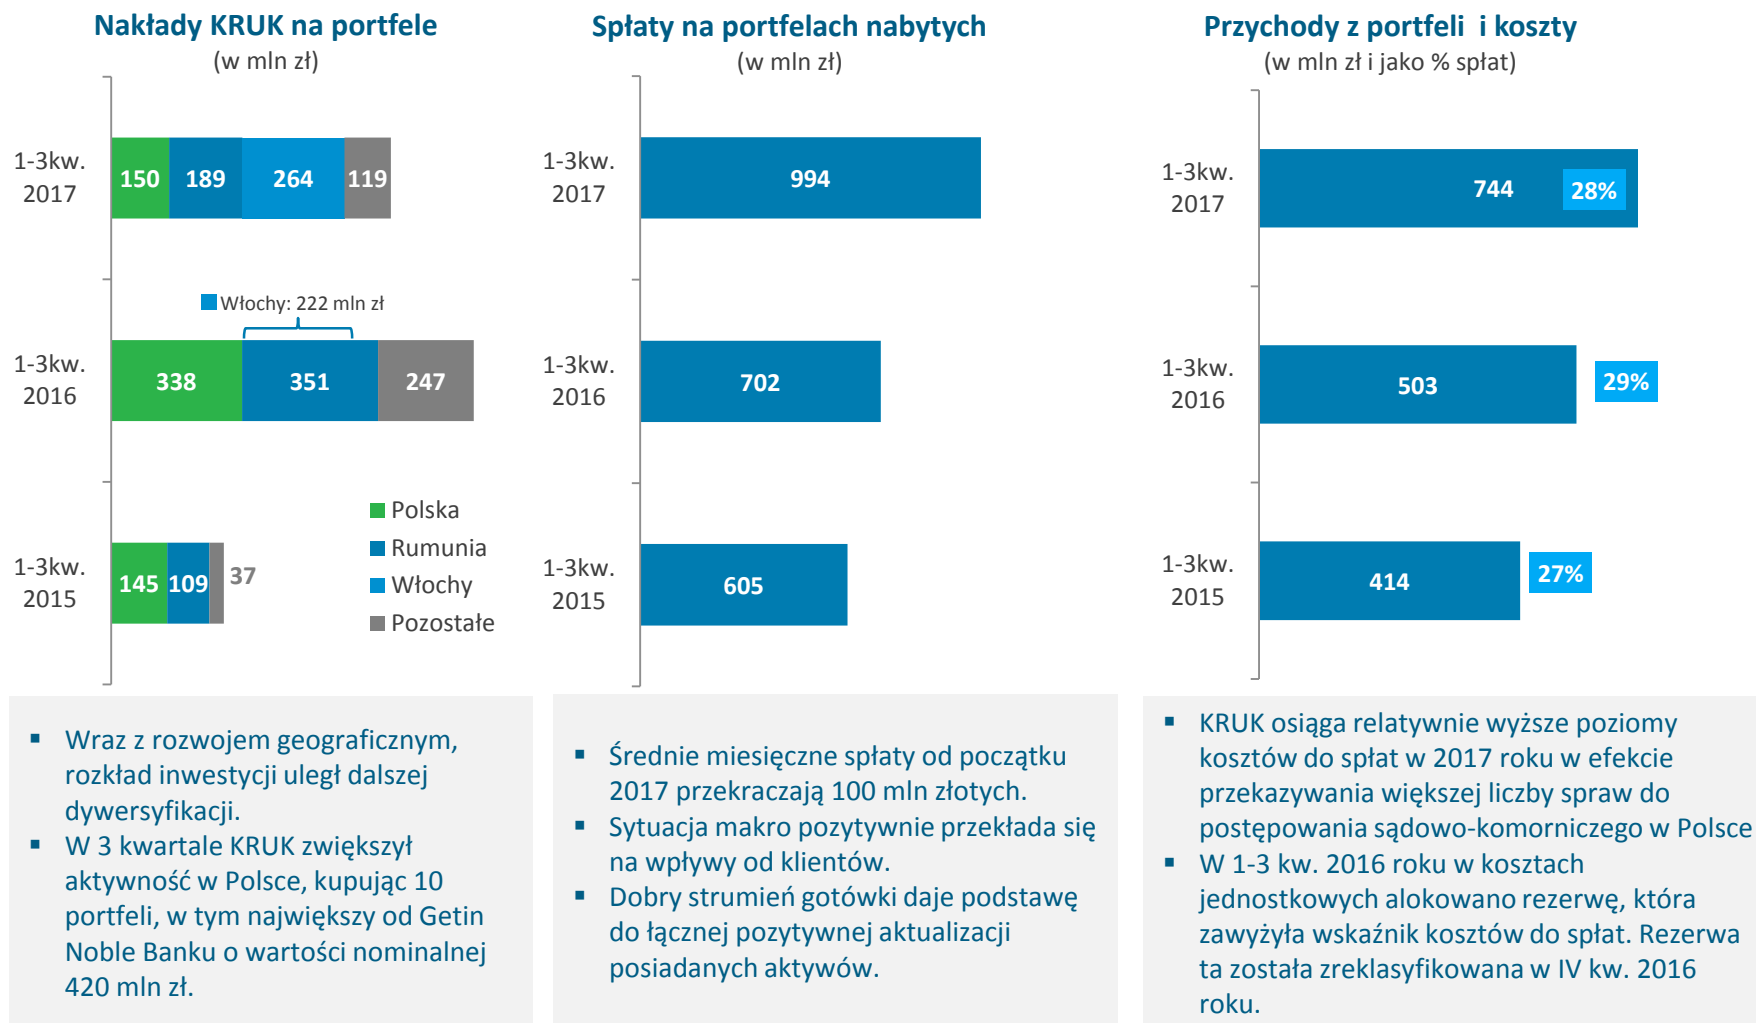 Nakłady KRUK na portfele
(w mln zł)
1-3kw.
2017
150 189 264 119
Włochy: 222 mln zł
1-3kw.
2016
338 351 247
1-3kw.
2015
145 109 37
Polska
Rumunia
Włochy
Pozostałe
▪ Wraz z rozwojem geograficznym,
rozkład inwestycji uległ dalszej
dywersyfikacji.
▪ W 3 kwartale KRUK zwiększył
aktywność w Polsce, kupując 10
portfeli, w tym największy od Getin
Noble Banku o wartości nominalnej
420 mln zł.
Spłaty na portfelach nabytych
(w mln zł)
1-3kw.
2017
994
1-3kw.
2016
702
1-3kw.
2015
605
▪ Średnie miesięczne spłaty od początku
2017 przekraczają 100 mln złotych.
▪ Sytuacja makro pozytywnie przekłada się
na wpływy od klientów.
▪ Dobry strumień gotówki daje podstawę
do łącznej pozytywnej aktualizacji
posiadanych aktywów.
Przychody z portfeli i koszty
(w mln zł i jako % spłat)
1-3kw.
2017
744 28%
1-3kw.
2016
503 29%
1-3kw.
2015
414 27%
▪ KRUK osiąga relatywnie wyższe poziomy
kosztów do spłat w 2017 roku w efekcie
przekazywania większej liczby spraw do
postępowania sądowo-komorniczego w Polsce
▪ W 1-3 kw. 2016 roku w kosztach
jednostkowych alokowano rezerwę, która
zawyżyła wskaźnik kosztów do spłat. Rezerwa
ta została zreklasyfikowana w IV kw. 2016
roku.